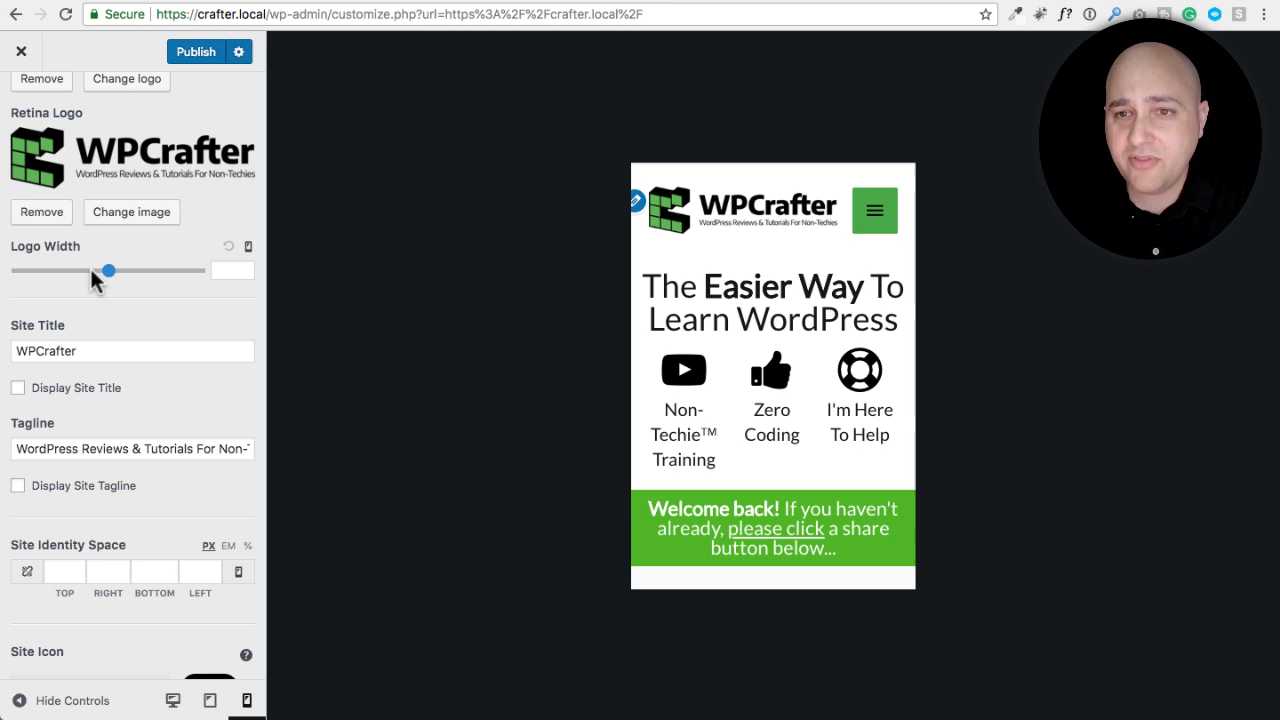 Secure
https://crafter.local/wp-admin/customize.php?url=https%3A%2F%2Fcrafter.local%2F
Publish
Remove
Change logo
Retina Logo
WPCrafter
WordPress Reviews & Tutorials For Non-Techies
Remove
Change image
Logo Width
Site Title
WPCrafter
Display Site Title
Tagline
WordPress Reviews & Tutorials For Non-T
Display Site Tagline
Site Identity Space
PX EM %
TOP RIGHT BOTTOM LEFT
Site Icon
Hide Controls
WPCrafter
WordPress Reviews & Tutorials For Non-Techies
The Easier Way To
Learn WordPress
Non-
Techie™
Training
Zero
Coding
I'm Here
To Help
Welcome back! If you haven't
already, please click a share
button below...